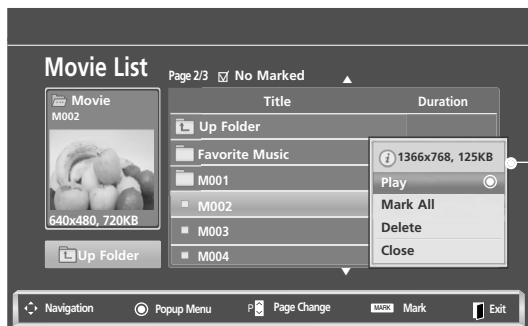 Movie List
Page 2/3 No Marked
Movie
M002
640x480, 720KB
Up Folder
Title Duration
Up Folder
Favorite Music
M001
M002
M003
M004
i 1366x768, 125KB
Play
Mark All
Delete
Close
Navigation Popup Menu P Page Change MARK Mark Exit